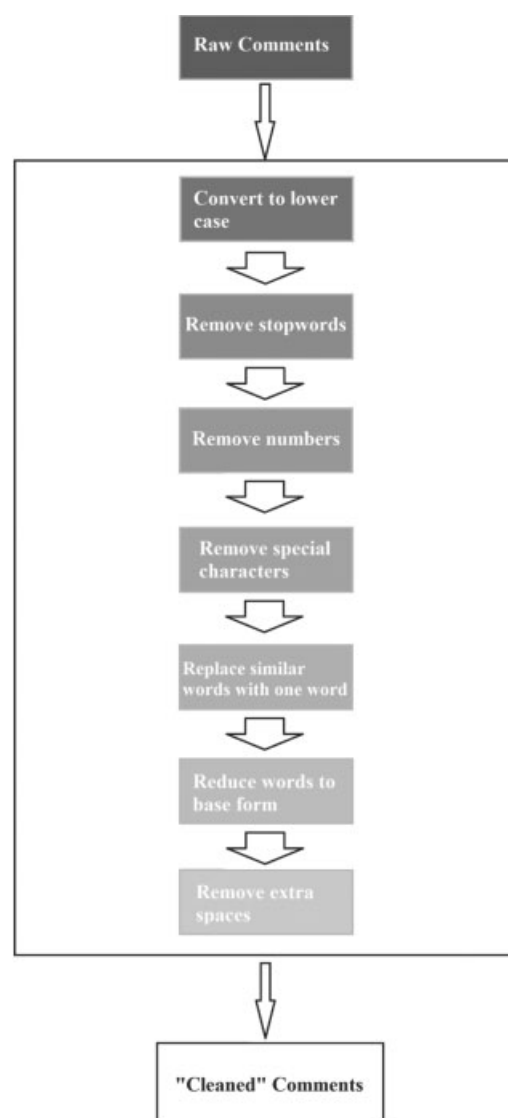 Raw Comments
Convert to lower
case
Remove stopwords
Remove numbers
Remove special
characters
Replace similar
words with one word
Reduce words to
base form
Remove extra
spaces
"Cleaned" Comments